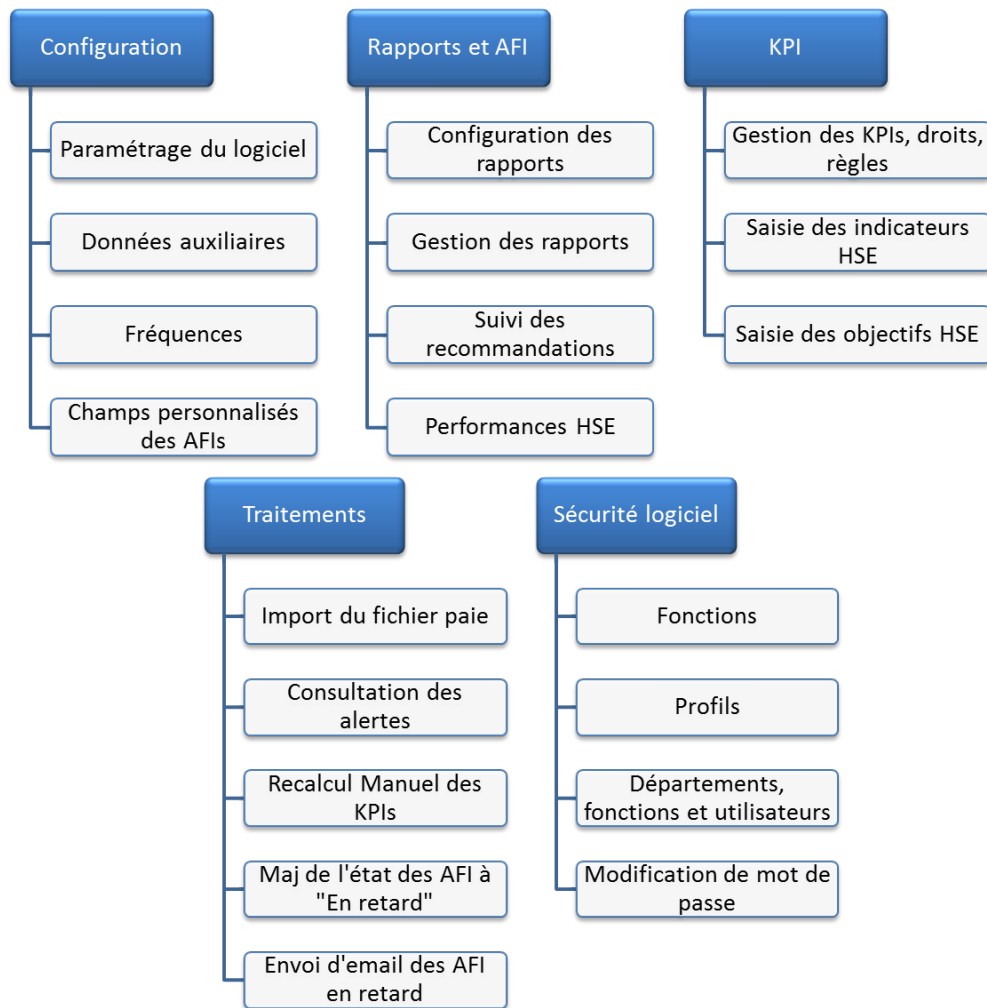 Configuration
Paramétrage du logiciel
Données auxiliaires
Fréquences
Champs personnalisés
des AFIs
Rapports et AFI
Configuration des
rapports
Gestion des rapports
Suivi des
recommandations
Performances HSE
KPI
Gestion des KPIs, droits,
règles
Saisie des indicateurs
HSE
Saisie des objectifs HSE
Traitements
Import du fichier paie
Consultation des
alertes
Recalcul Manuel des
KPIs
Maj de l'état des AFI à
"En retard"
Envoi d'email des AFI
en retard
Sécurité logiciel
Fonctions
Profils
Départements,
fonctions et utilisateurs
Modification de mot de
passe